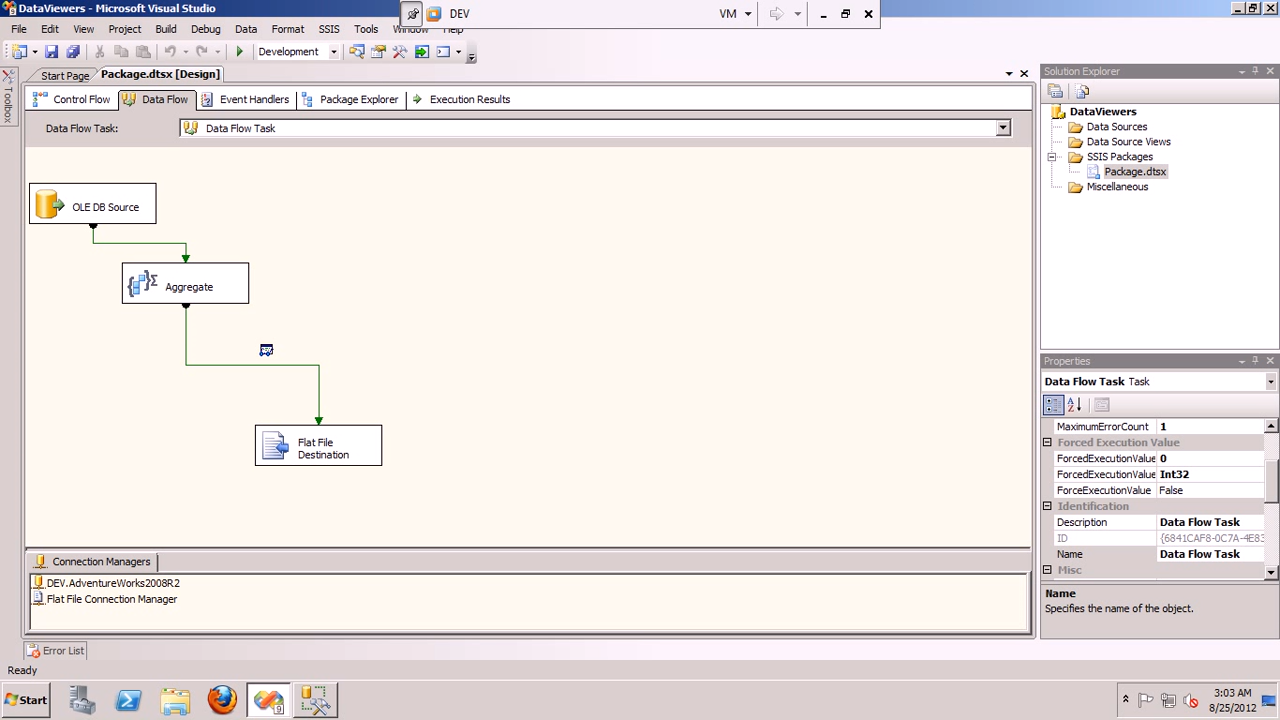 DataViewers - Microsoft Visual Studio
DEV
VM
File Edit View Project Build Debug Data Format SSIS Tools Window Help
Development
Start Page Package.dtsx [Design]
Control Flow Data Flow Event Handlers Package Explorer Execution Results
Data Flow Task: Data Flow Task
Toolbox
OLE DB Source
Aggregate
Flat File
Destination
Connection Managers
DEV.AdventureWorks2008R2
Flat File Connection Manager
Error List
Ready
Solution Explorer
DataViewers
Data Sources
Data Source Views
SSIS Packages
Package.dtsx
Miscellaneous
Properties
Data Flow Task Task
MaximumErrorCount 1
Forced Execution Value
ForcedExecutionValue 0
ForcedExecutionValue Int32
ForceExecutionValue False
Identification
Description Data Flow Task
ID {6841CAF8-0C7A-4E83
Name Data Flow Task
Misc
Name
Specifies the name of the object.
Start
3:03 AM
8/25/2012